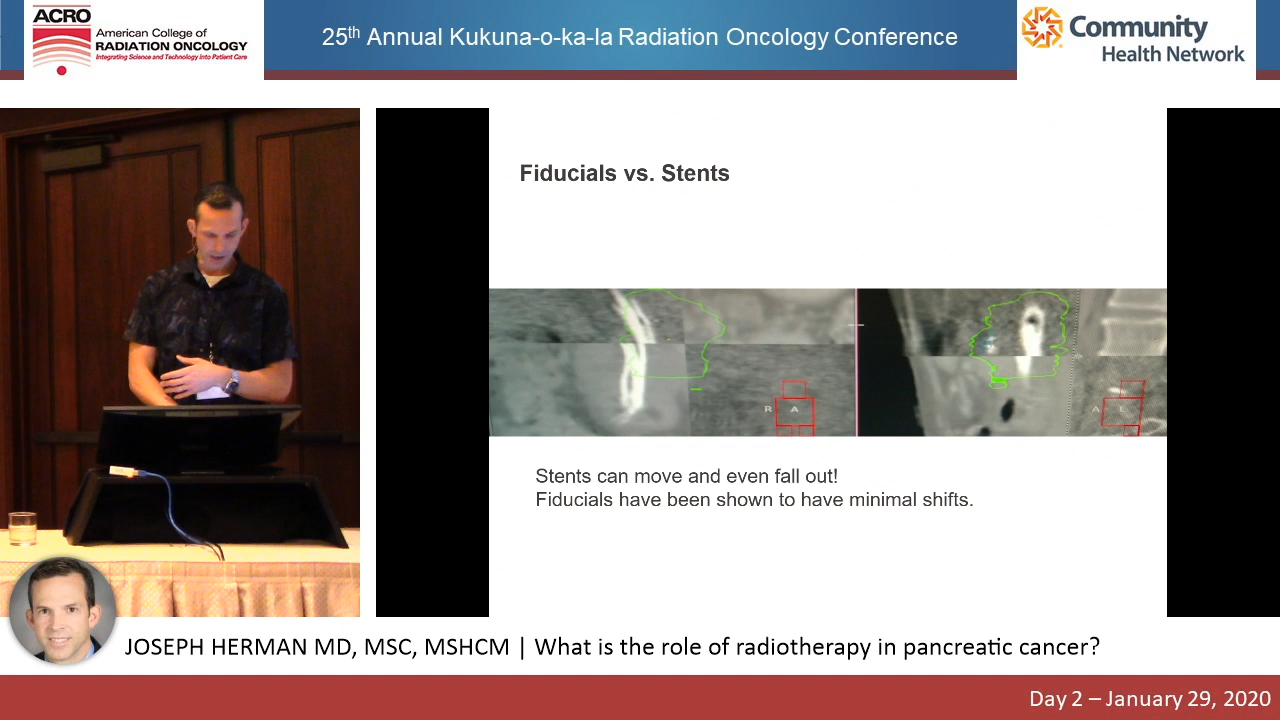 ACRO
American College of
RADIATION ONCOLOGY
Integrating Science and Technology Into Patient Care
25th Annual Kukuna-o-ka-la Radiation Oncology Conference
Community
Health Network
Fiducials vs. Stents
R A
A L
Stents can move and even fall out!
Fiducials have been shown to have minimal shifts.
JOSEPH HERMAN MD, MSC, MSHCM | What is the role of radiotherapy in pancreatic cancer?
Day 2 – January 29, 2020